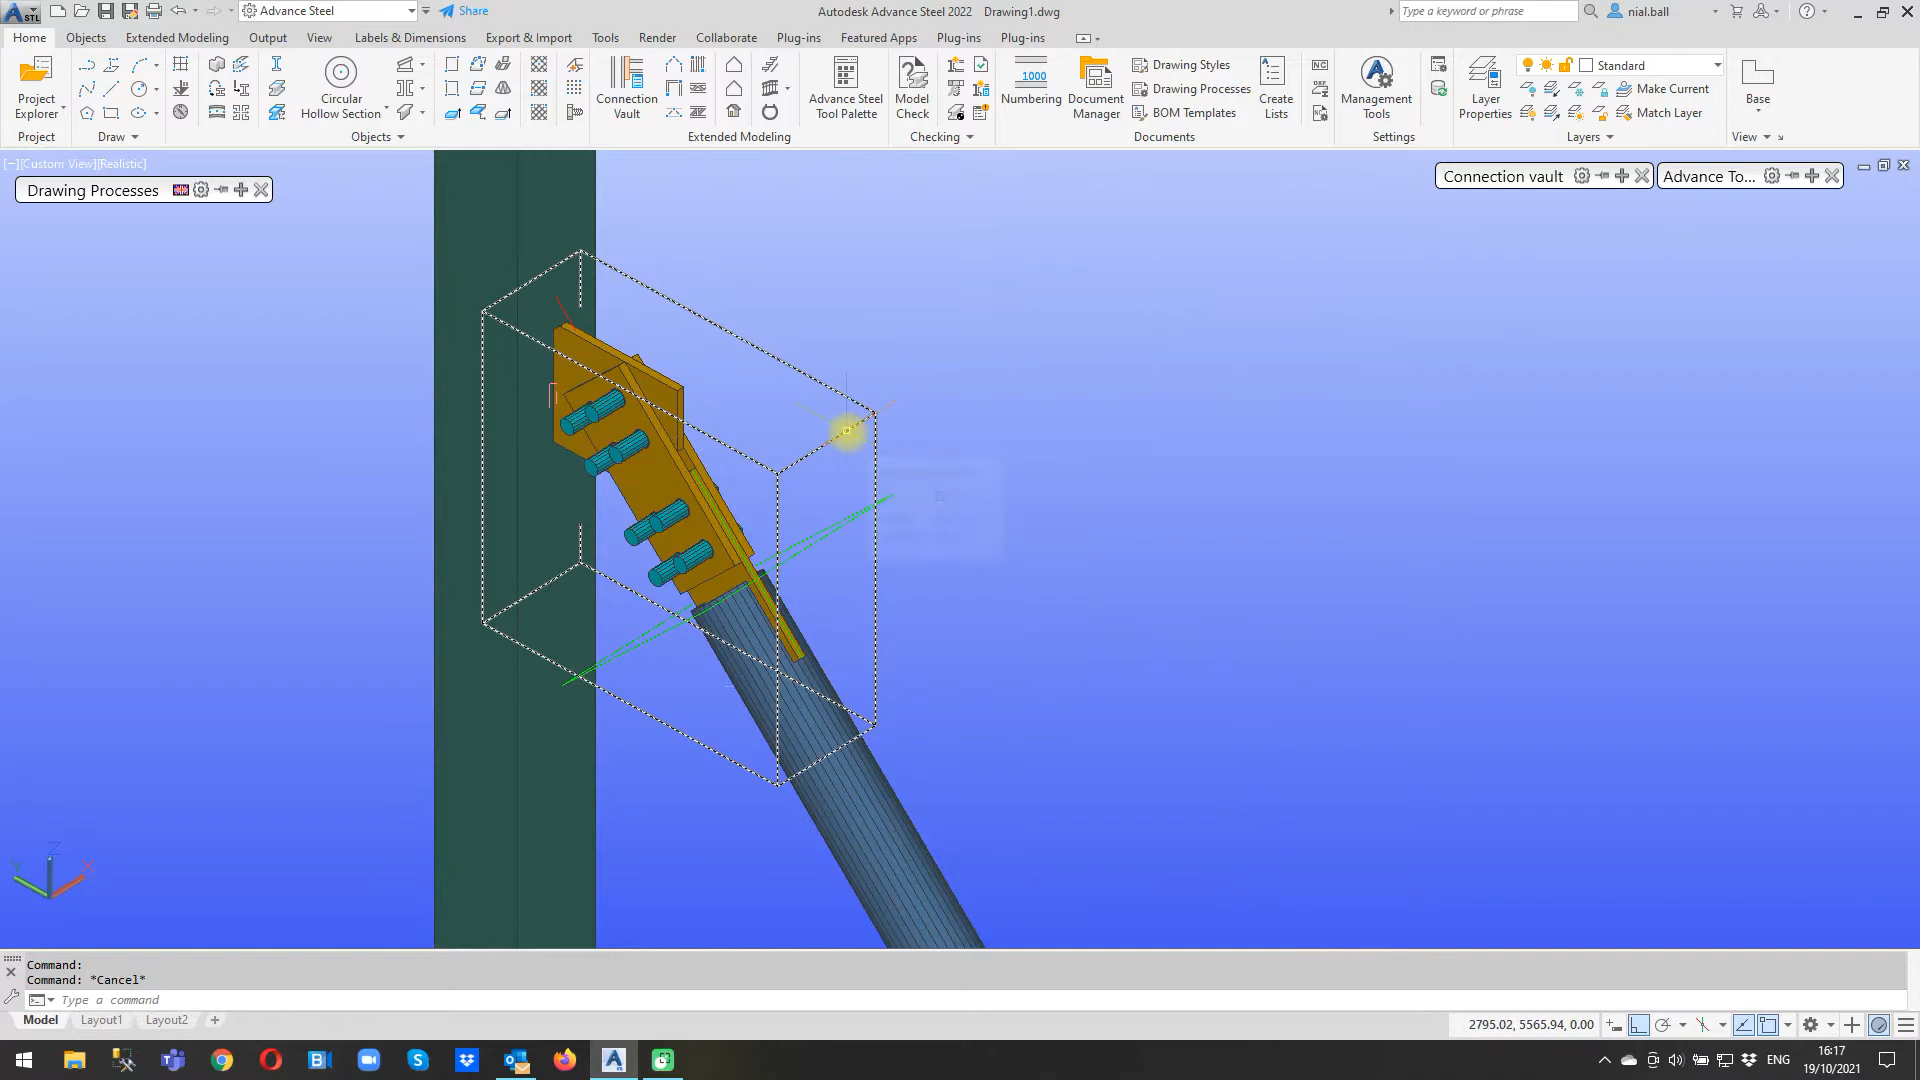 STL
Advance Steel
Share
Autodesk Advance Steel 2022 Drawing1.dwg
Type a keyword or phrase
nial.ball
Home Objects Extended Modeling Output View Labels & Dimensions Export & Import Tools Render Collaborate Plug-ins Featured Apps Plug-ins Plug-ins
Project Explorer
Project
Draw
Circular Hollow Section
Objects
Connection Vault
Extended Modeling
Advance Steel Tool Palette
Model Check
Checking
1.000
Numbering
Document Manager
Drawing Styles
Drawing Processes
BOM Templates
Create Lists
Documents
NC
DXF
Management Tools
Settings
Layer Properties
Standard
Make Current
Match Layer
Layers
Base
View
[−][Custom View][Realistic]
Drawing Processes
Connection vault
Advance To...
Z
Y
X
Command:
Command: *Cancel*
Type a command
Model Layout1 Layout2
2795.02, 5565.94, 0.00
ENG
16:17
19/10/2021